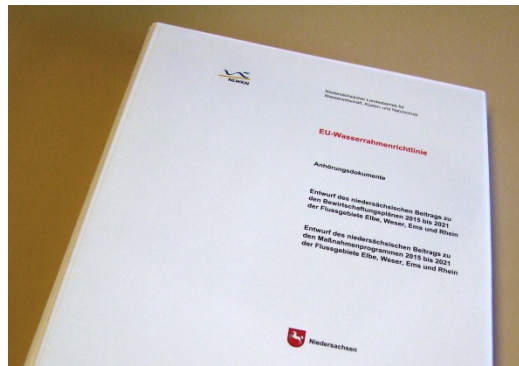 NLWKN
Niedersächsischer Landesbetrieb für
Wasserwirtschaft, Küsten- und Naturschutz
EU-Wasserrahmenrichtlinie
Anhörungsdokumente
Entwurf des niedersächsischen Beitrags zu
den Bewirtschaftungsplänen 2015 bis 2021
der Flussgebiete Elbe, Weser, Ems und Rhein
Entwurf des niedersächsischen Beitrags zu
den Maßnahmenprogrammen 2015 bis 2021
der Flussgebiete Elbe, Weser, Ems und Rhein
Niedersachsen